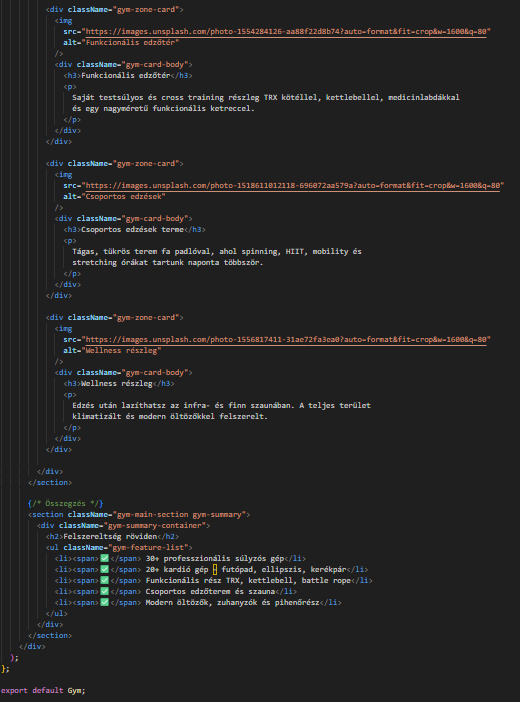 <div className="gym-zone-card">
<img
src="https://images.unsplash.com/photo-1554284126-aa88f22d8b74?auto=format&fit=crop&w=1600&q=80"
alt="Funkcionális edzőtér"
/>
<div className="gym-card-body">
<h3>Funkcionális edzőtér</h3>
<p>
Saját testsúlyos és cross training részleg TRX kötéllel, kettlebellel, medicinlabdákkal
és egy nagyméretű funkcionális ketreccel.
</p>
</div>
</div>
<div className="gym-zone-card">
<img
src="https://images.unsplash.com/photo-1518611012118-696072aa579a?auto=format&fit=crop&w=1600&q=80"
alt="Csoportos edzések"
/>
<div className="gym-card-body">
<h3>Csoportos edzések terme</h3>
<p>
Tágas, tükrös terem fa padlóval, ahol spinning, HIIT, mobility és
stretching órákat tartunk naponta többször.
</p>
</div>
</div>
<div className="gym-zone-card">
<img
src="https://images.unsplash.com/photo-1556817411-31ae72fa3ea0?auto=format&fit=crop&w=1600&q=80"
alt="Wellness részleg"
/>
<div className="gym-card-body">
<h3>Wellness részleg</h3>
<p>
Edzés után lazíthatsz az infra- és finn szaunában. A teljes terület
klimatizált és modern öltözőkkel felszerelt.
</p>
</div>
</div>
</div>
</section>
{/* Összegzés */}
<section className="gym-main-section gym-summary">
<div className="gym-summary-container">
<h2>Felszereltség röviden</h2>
<ul className="gym-feature-list">
<li><span>✅</span> 30+ professzionális súlyzós gép</li>
<li><span>✅</span> 20+ kardió gép – futópad, ellipszis, kerékpár</li>
<li><span>✅</span> Funkcionális rész TRX, kettlebell, battle rope</li>
<li><span>✅</span> Csoportos edzőterem és szauna</li>
<li><span>✅</span> Modern öltözők, zuhanyzók és pihenőrész</li>
</ul>
</div>
</section>
</div>
);
};
export default Gym;